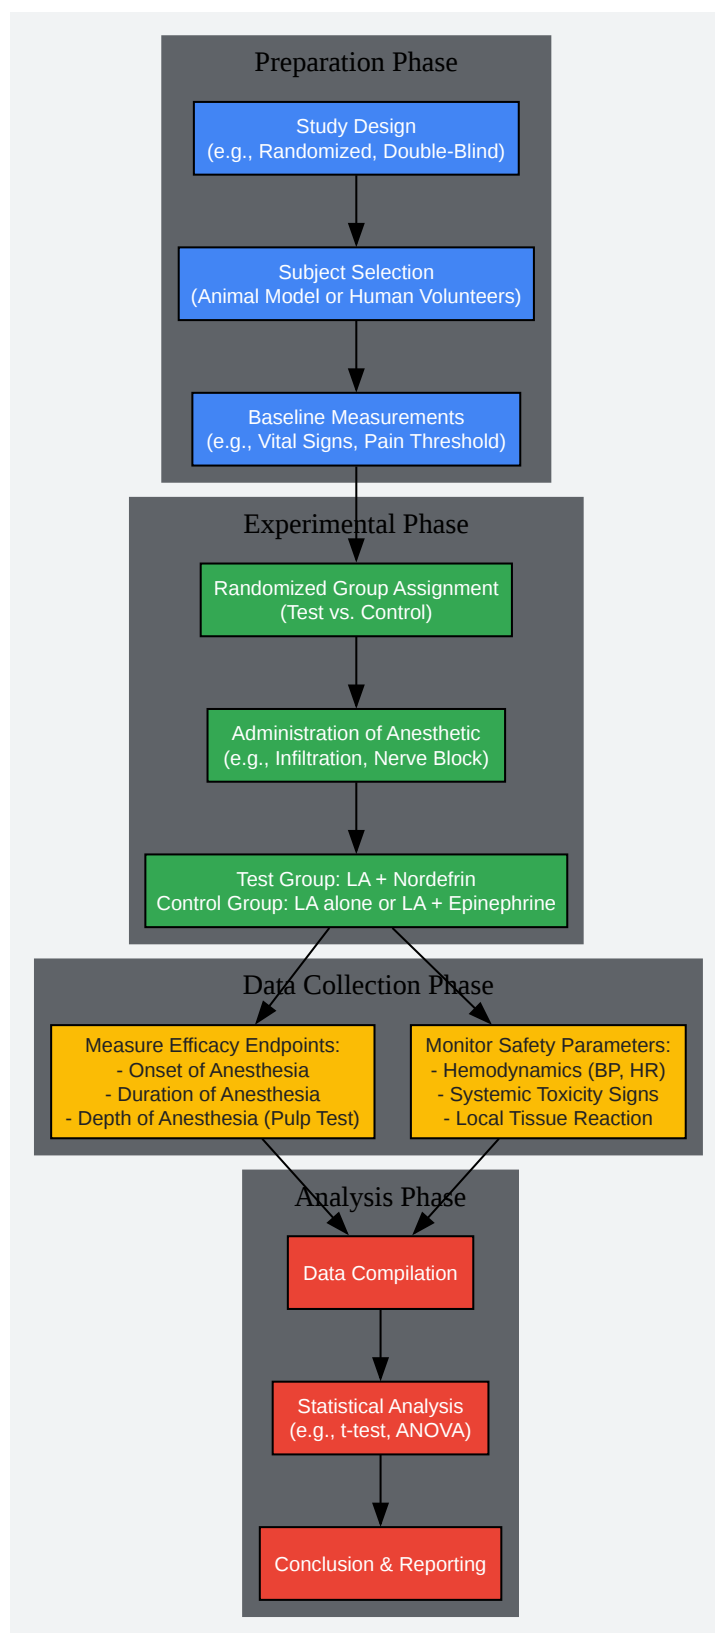 Preparation Phase
Study Design
(e.g., Randomized, Double-Blind)
Subject Selection
(Animal Model or Human Volunteers)
Baseline Measurements
(e.g., Vital Signs, Pain Threshold)
Experimental Phase
Randomized Group Assignment
(Test vs. Control)
Administration of Anesthetic
(e.g., Infiltration, Nerve Block)
Test Group: LA + Nordefrin
Control Group: LA alone or LA + Epinephrine
Data Collection Phase
Measure Efficacy Endpoints:
- Onset of Anesthesia
- Duration of Anesthesia
- Depth of Anesthesia (Pulp Test)
Monitor Safety Parameters:
- Hemodynamics (BP, HR)
- Systemic Toxicity Signs
- Local Tissue Reaction
Analysis Phase
Data Compilation
Statistical Analysis
(e.g., t-test, ANOVA)
Conclusion & Reporting